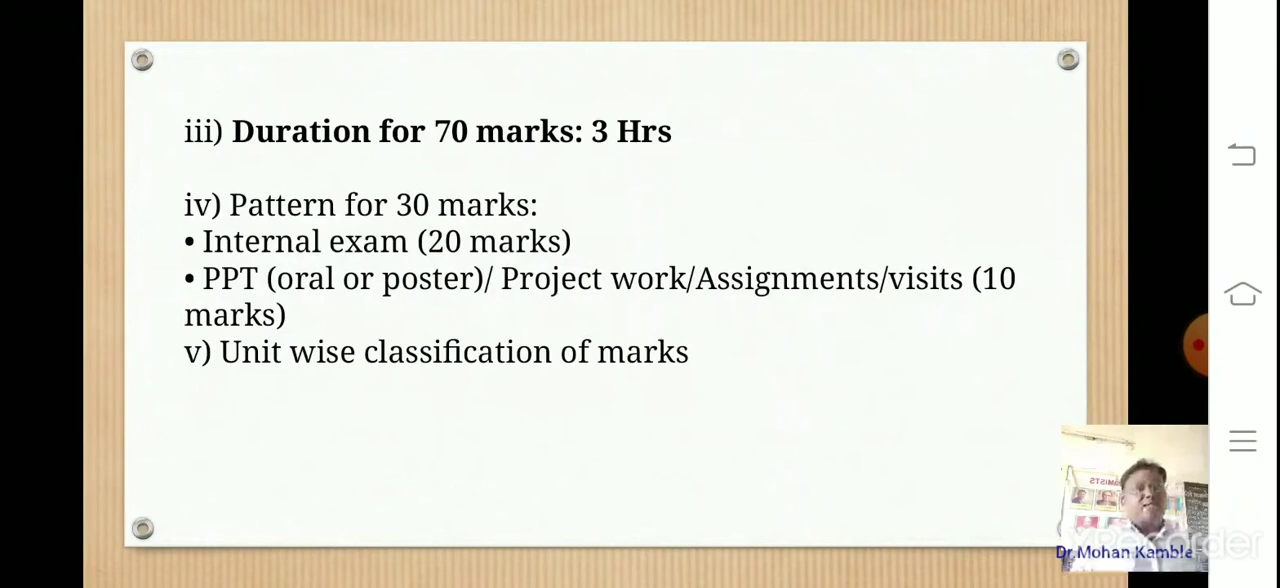 iii) Duration for 70 marks: 3 Hrs
iv) Pattern for 30 marks:
• Internal exam (20 marks)
• PPT (oral or poster)/ Project work/Assignments/visits (10
marks)
v) Unit wise classification of marks
Dr.Mohan Kamble